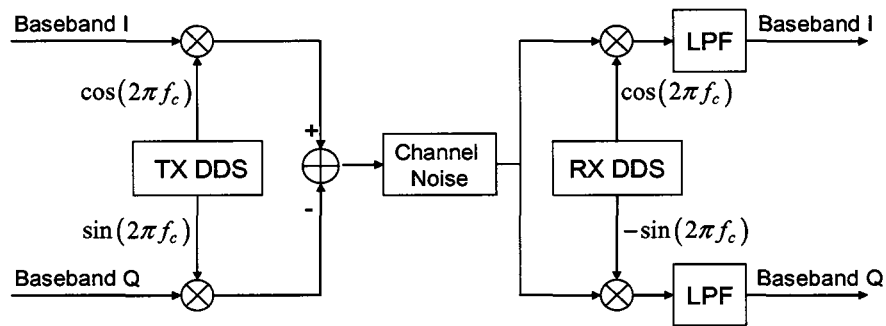 Baseband I
LPF
Baseband I
cos(2πf_c)
cos(2πf_c)
+
TX DDS
Channel
Noise
RX DDS
-
sin(2πf_c)
−sin(2πf_c)
Baseband Q
LPF
Baseband Q